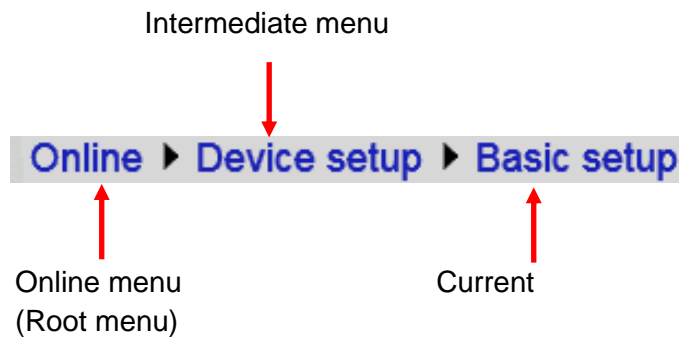 Intermediate menu
Online ▶ Device setup ▶ Basic setup
Online menu
(Root menu)
Current